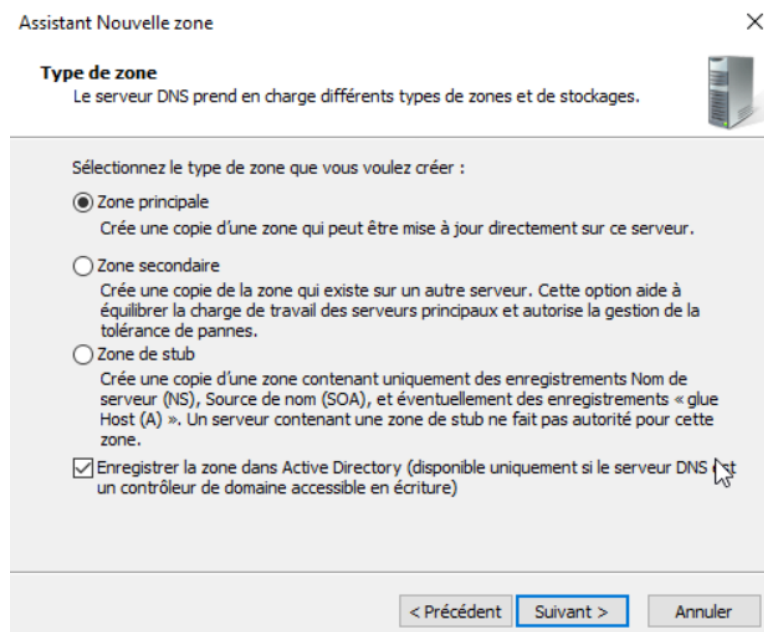 Assistant Nouvelle zone
Type de zone
Le serveur DNS prend en charge différents types de zones et de stockages.
Sélectionnez le type de zone que vous voulez créer :
Zone principale
Crée une copie d'une zone qui peut être mise à jour directement sur ce serveur.
Zone secondaire
Crée une copie de la zone qui existe sur un autre serveur. Cette option aide à
équilibrer la charge de travail des serveurs principaux et autorise la gestion de la
tolérance de pannes.
Zone de stub
Crée une copie d'une zone contenant uniquement des enregistrements Nom de
serveur (NS), Source de nom (SOA), et éventuellement des enregistrements « glue
Host (A) ». Un serveur contenant une zone de stub ne fait pas autorité pour cette
zone.
Enregistrer la zone dans Active Directory (disponible uniquement si le serveur DNS est
un contrôleur de domaine accessible en écriture)
< Précédent Suivant > Annuler